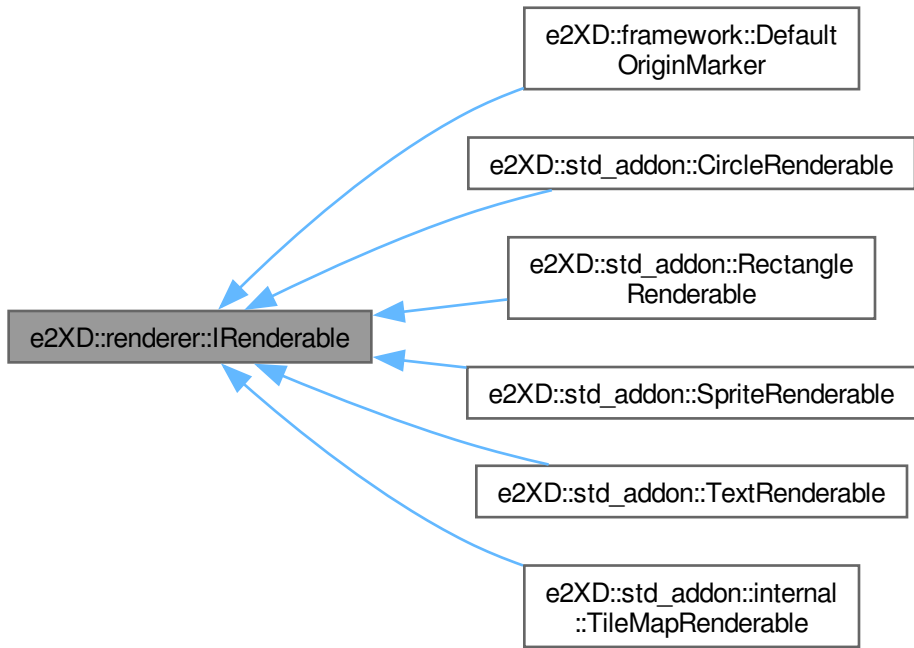 e2XD::framework::Default
OriginMarker
e2XD::std_addon::CircleRenderable
e2XD::std_addon::Rectangle
Renderable
e2XD::renderer::IRenderable
e2XD::std_addon::SpriteRenderable
e2XD::std_addon::TextRenderable
e2XD::std_addon::internal
::TileMapRenderable